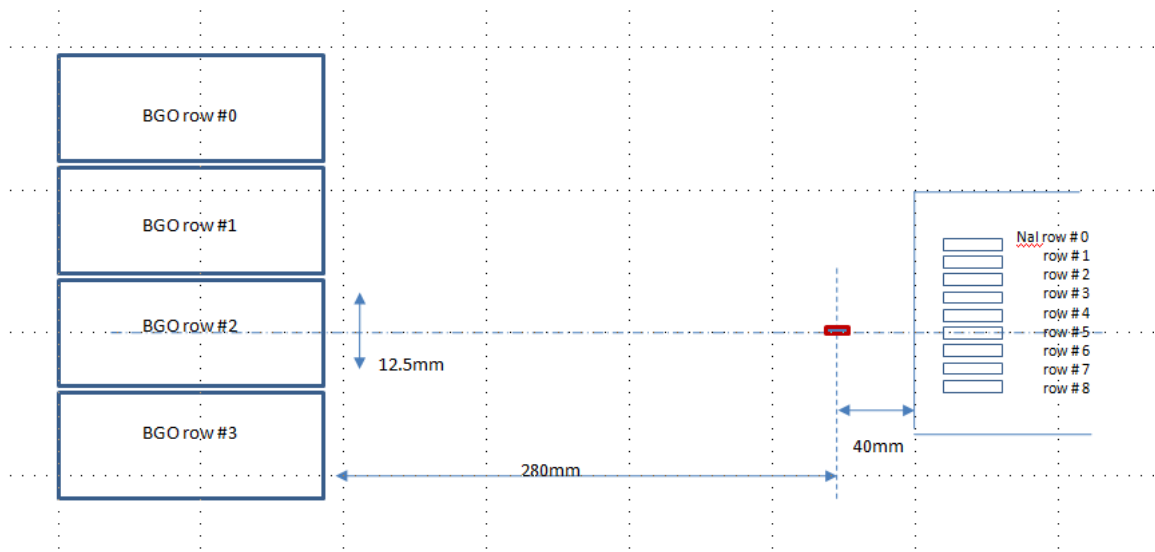 BGO row #0
BGO row #1
BGO row #2
BGO row #3
12.5mm
280mm
40mm
NaI row # 0
row # 1
row # 2
row # 3
row # 4
row # 5
row # 6
row # 7
row # 8